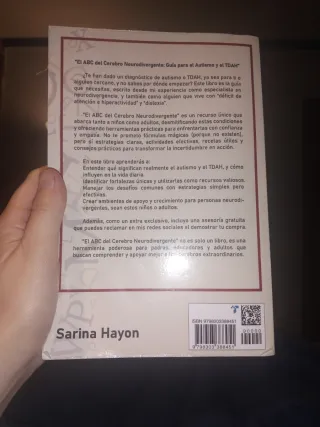 "El ABC del Cerebro Neurodivergente: Guía para el Autismo y el TDAH"
¿Te han dado un diagnóstico de autismo o TDAH, ya sea para ti o a
alguien cercano, y no sabes por dónde empezar? Este libro es la guía
que necesitas, escrita desde mi experiencia como especialista en
neurodivergencia, y también como alguien que vive con "déficit de
atención e hiperactividad" y "dislexia".
"El ABC del Cerebro Neurodivergente" es un recurso único que
abarca tanto a niños como adultos, desmitificando estas condiciones
y ofreciendo herramientas prácticas para enfrentarlas con confianza
y orgullo. No te prometo fórmulas mágicas (porque no existen),
pero sí estrategias claras, actividades efectivas, recetas útiles y
consejos prácticos para transformar la incertidumbre en acción.
En este libro aprenderás a:
Entender qué significan realmente el autismo y el TDAH, y cómo
influyen en la vida diaria.
Identificar fortalezas únicas y utilizarlas como recursos valiosos.
Manejar los desafíos comunes con estrategias simples pero
efectivas.
Crear ambientes de apoyo y crecimiento para personas neurodi-
vergentes, sean estos niños o adultos.
Además, como un extra exclusivo, incluye una asesoría gratuita
que puedes reclamar en mis redes sociales al demostrar tu compra.
"El ABC del Cerebro Neurodivergente" no es solo un libro, es una
herramienta poderosa para padres, educadores y adultos que
buscan comprender y apoyar mejor a los cerebros extraordinarios.
Sarina Hayon
90000